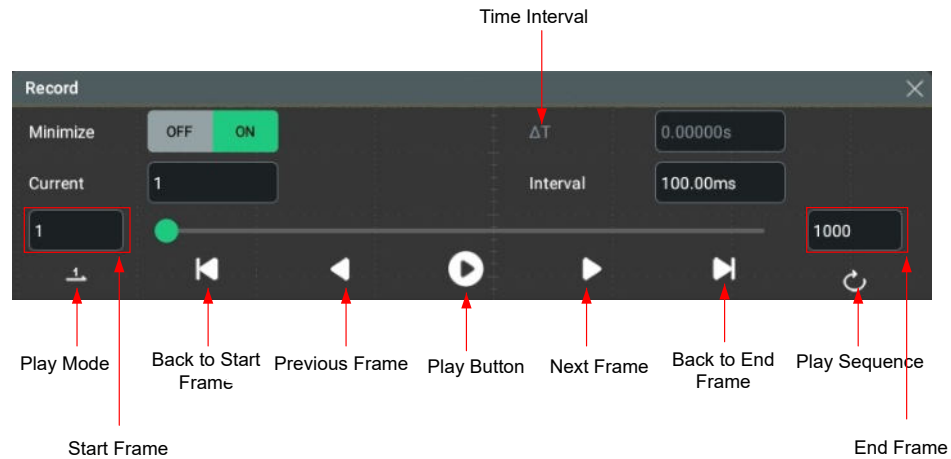 Time Interval
Record
Minimize OFF ON ΔT 0.00000s
Current 1 Interval 100.00ms
1 1000
1
Play Mode Back to Start Frame Previous Frame Play Button Next Frame Back to End Frame Play Sequence
Start Frame End Frame